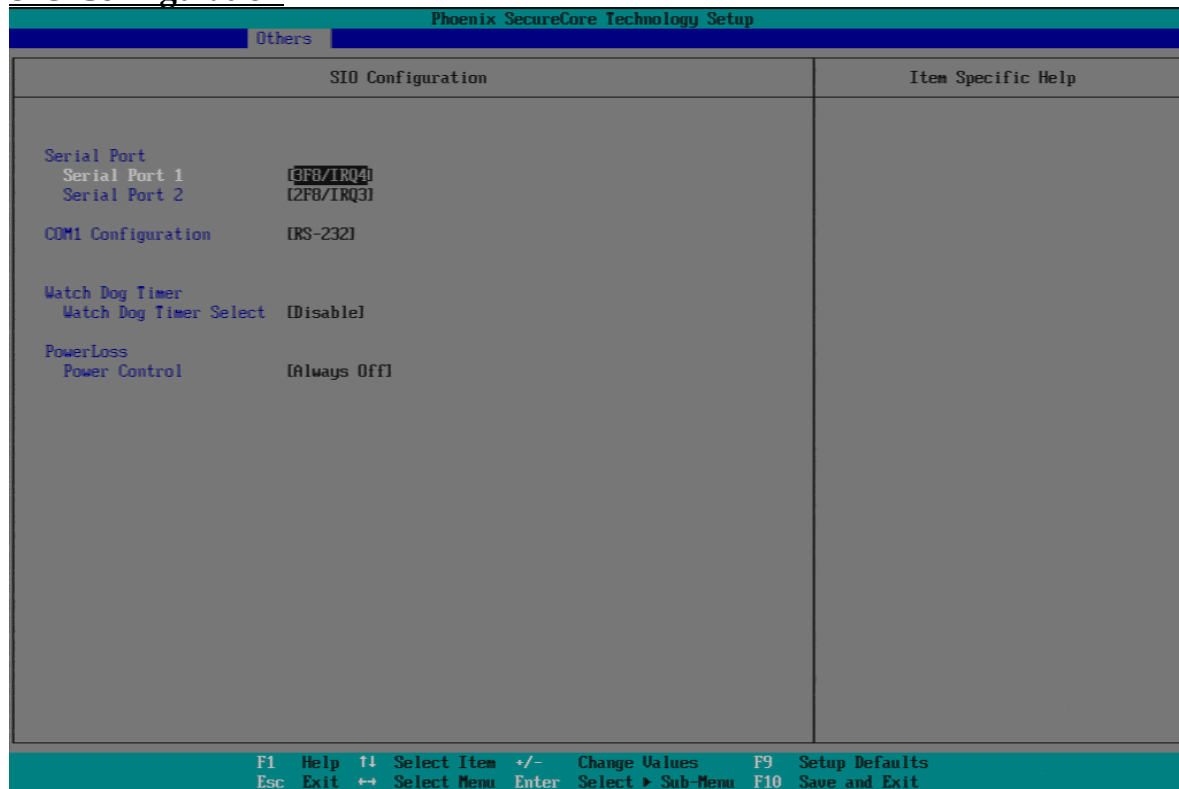 Phoenix SecureCore Technology Setup
Others
SIO Configuration
Item Specific Help
Serial Port
Serial Port 1 [3F8/IRQ4]
Serial Port 2 [2F8/IRQ3]
COM1 Configuration [RS-232]
Watch Dog Timer
Watch Dog Timer Select [Disable]
PowerLoss
Power Control [Always Off]
F1 Help ↑↓ Select Item +/- Change Values F9 Setup Defaults
Esc Exit ↔ Select Menu Enter Select ▶ Sub-Menu F10 Save and Exit